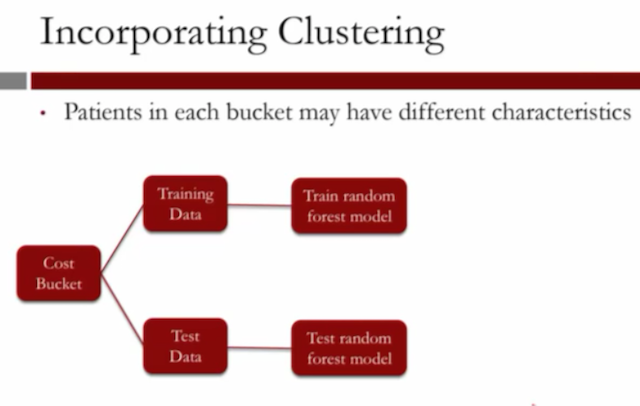 Incorporating Clustering
• Patients in each bucket may have different characteristics
Training
Data
Train random
forest model
Cost
Bucket
Test
Data
Test random
forest model